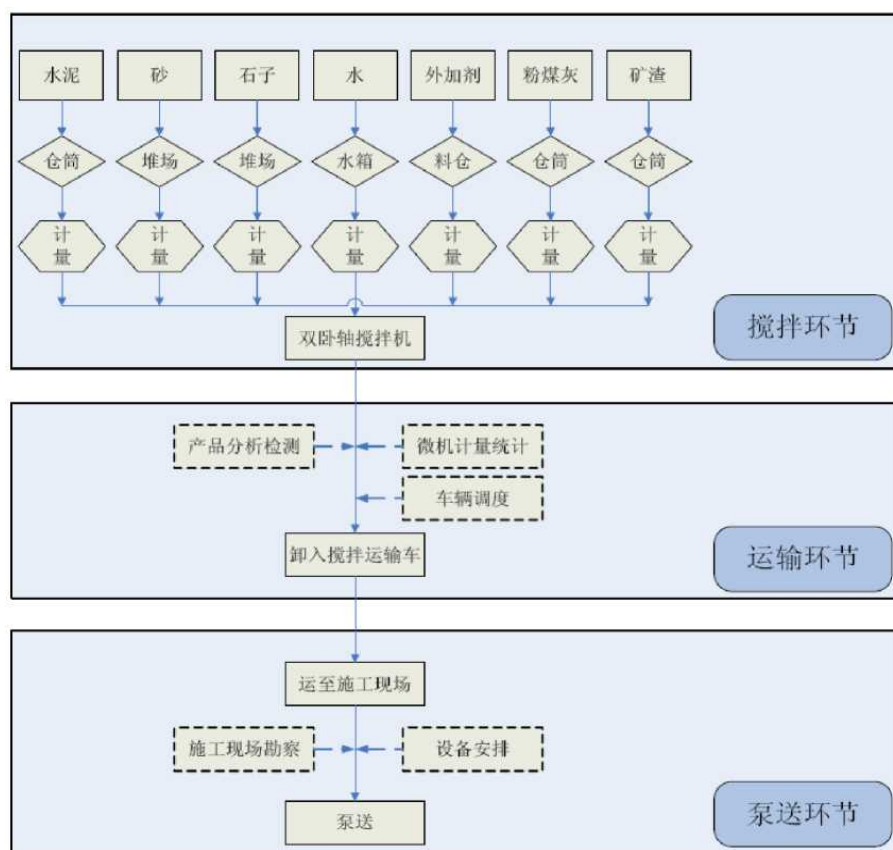 水泥
砂
石子
水
外加剂
粉煤灰
矿渣
仓筒
堆场
堆场
水箱
料仓
仓筒
仓筒
计
量
计
量
计
量
计
量
计
量
计
量
计
量
双卧轴搅拌机
搅拌环节
产品分析检测
微机计量统计
车辆调度
卸入搅拌运输车
运输环节
运至施工现场
施工现场勘察
设备安排
泵送
泵送环节